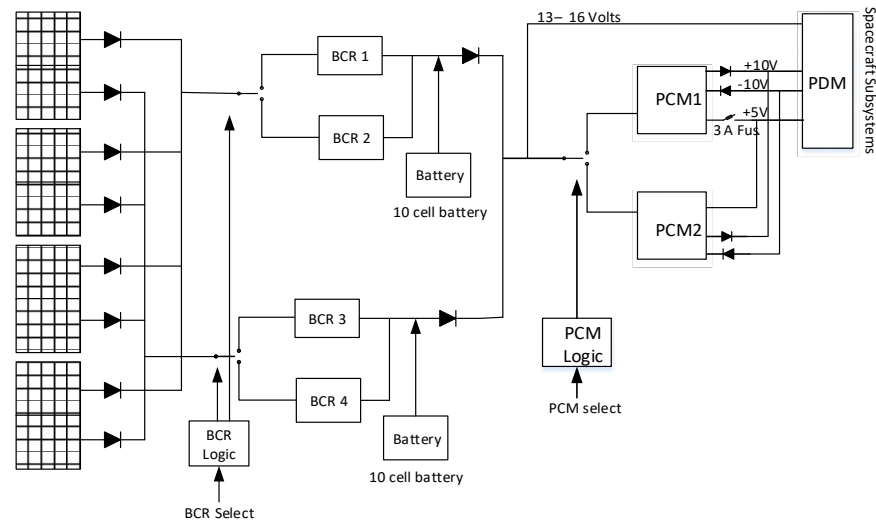 13– 16 Volts
Spacecraft Subsystems
BCR 1
BCR 2
Battery
10 cell battery
PCM1
+10V
-10V
+5V
3 A Fus
PDM
PCM2
BCR 3
BCR 4
Battery
10 cell battery
BCR
Logic
BCR Select
PCM
Logic
PCM select